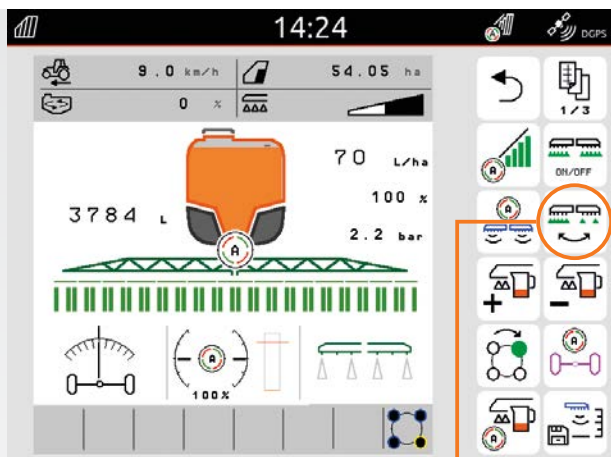 14:24
A
DGPS
9.0 km/h
54.05 ha
0 %
1/3
A
ON/OFF
70 L/ha
100 %
3784 L
2.2 bar
A
A
+
-
A
100%
A
A